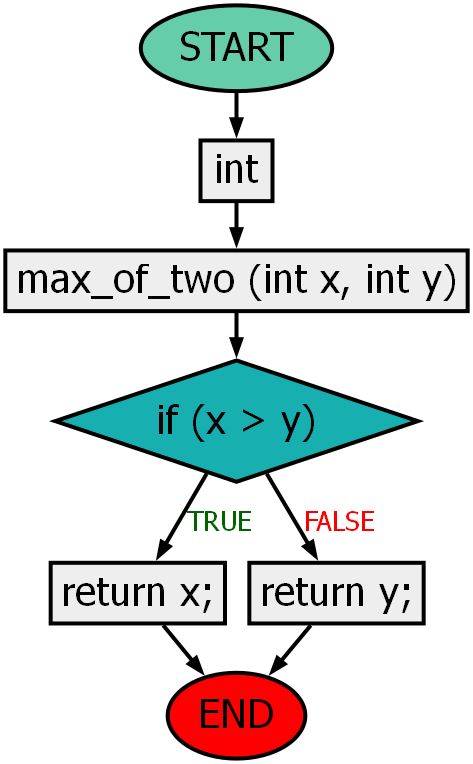 START
int
max_of_two (int x, int y)
if (x > y)
TRUE
FALSE
return x;
return y;
END